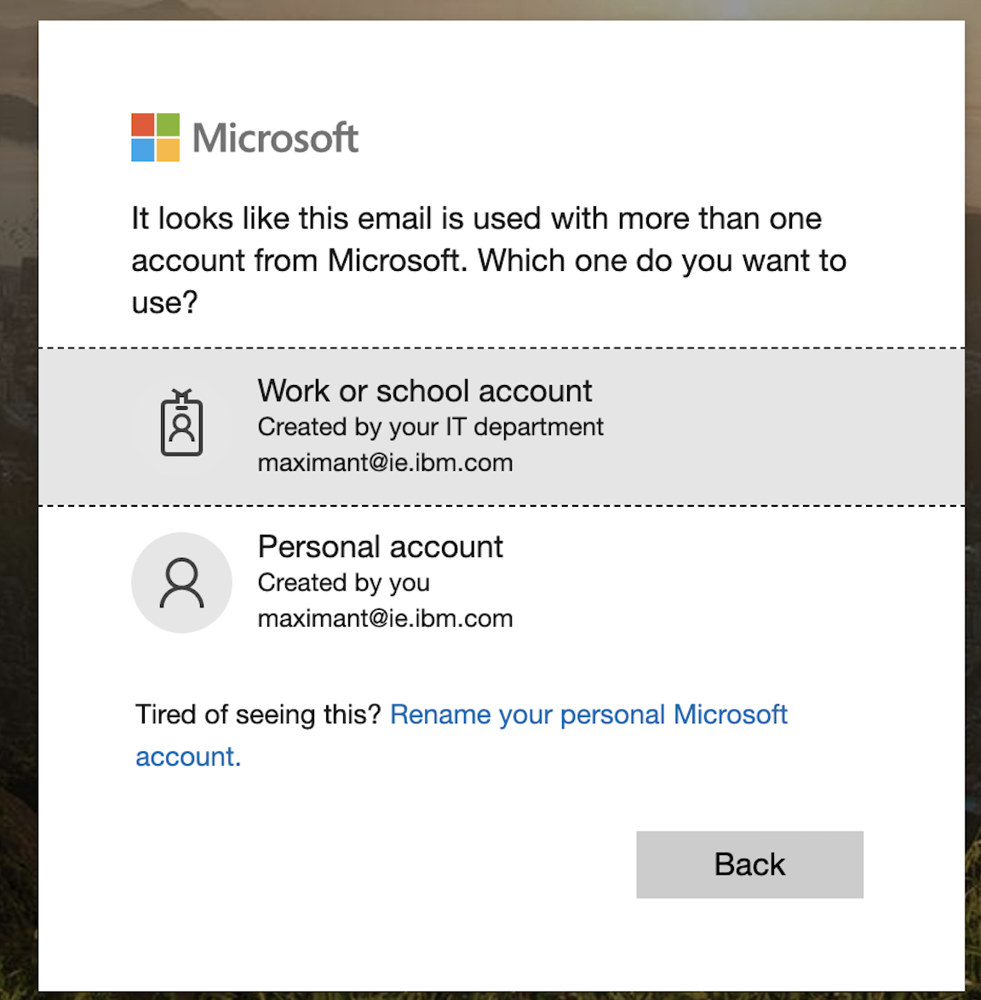 Microsoft
It looks like this email is used with more than one
account from Microsoft. Which one do you want to
use?
Work or school account
Created by your IT department
maximant@ie.ibm.com
Personal account
Created by you
maximant@ie.ibm.com
Tired of seeing this? Rename your personal Microsoft
account.
Back